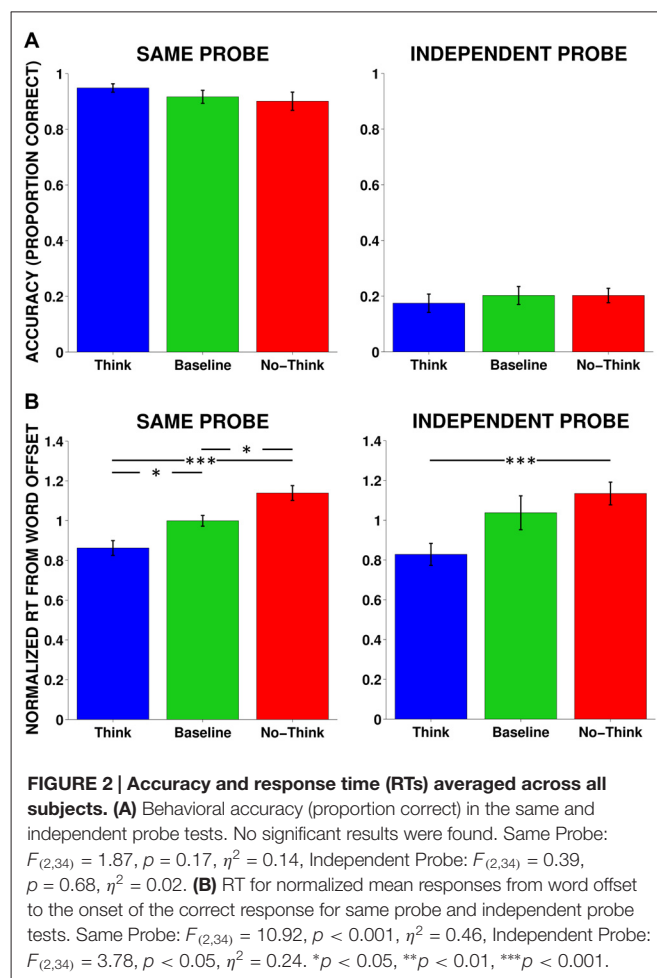 A
SAME PROBE
INDEPENDENT PROBE
ACCURACY (PROPORTION CORRECT)
1
0.8
0.6
0.4
0.2
0
Think
Baseline
No-Think
1
0.8
0.6
0.4
0.2
0
Think
Baseline
No-Think
B
SAME PROBE
INDEPENDENT PROBE
NORMALIZED RT FROM WORD OFFSET
1.4
1.2
1
0.8
0.6
0.4
0.2
0
*
***
*
Think
Baseline
No-Think
1.4
1.2
1
0.8
0.6
0.4
0.2
0
***
Think
Baseline
No-Think
FIGURE 2 | Accuracy and response time (RTs) averaged across all
subjects. (A) Behavioral accuracy (proportion correct) in the same and
independent probe tests. No significant results were found. Same Probe:
F(2,34) = 1.87, p = 0.17, η² = 0.14, Independent Probe: F(2,34) = 0.39,
p = 0.68, η² = 0.02. (B) RT for normalized mean responses from word offset
to the onset of the correct response for same probe and independent probe
tests. Same Probe: F(2,34) = 10.92, p < 0.001, η² = 0.46, Independent Probe:
F(2,34) = 3.78, p < 0.05, η² = 0.24. *p < 0.05, **p < 0.01, ***p < 0.001.